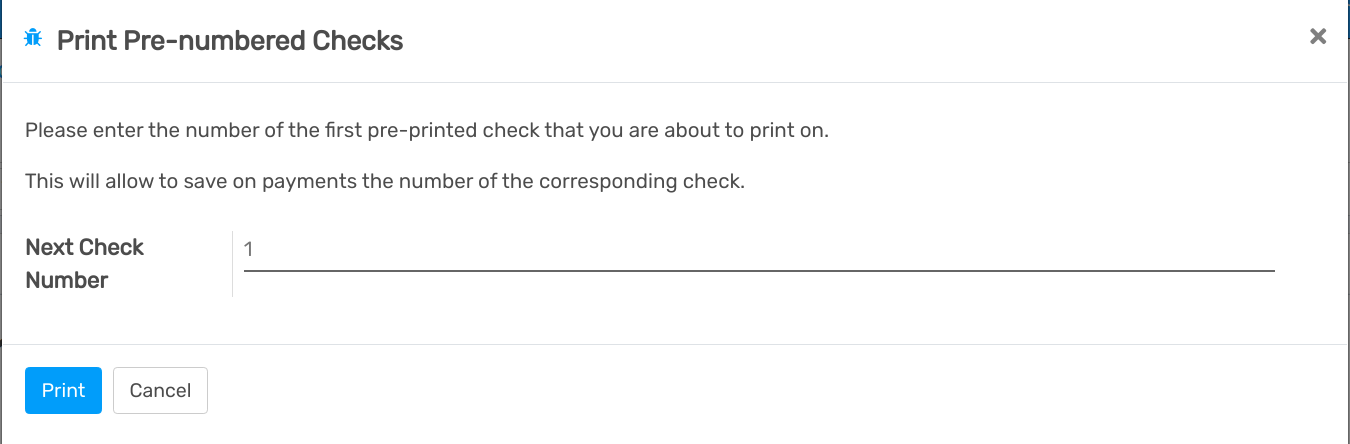 Print Pre-numbered Checks
Please enter the number of the first pre-printed check that you are about to print on.
This will allow to save on payments the number of the corresponding check.
Next Check
Number
1
Print
Cancel